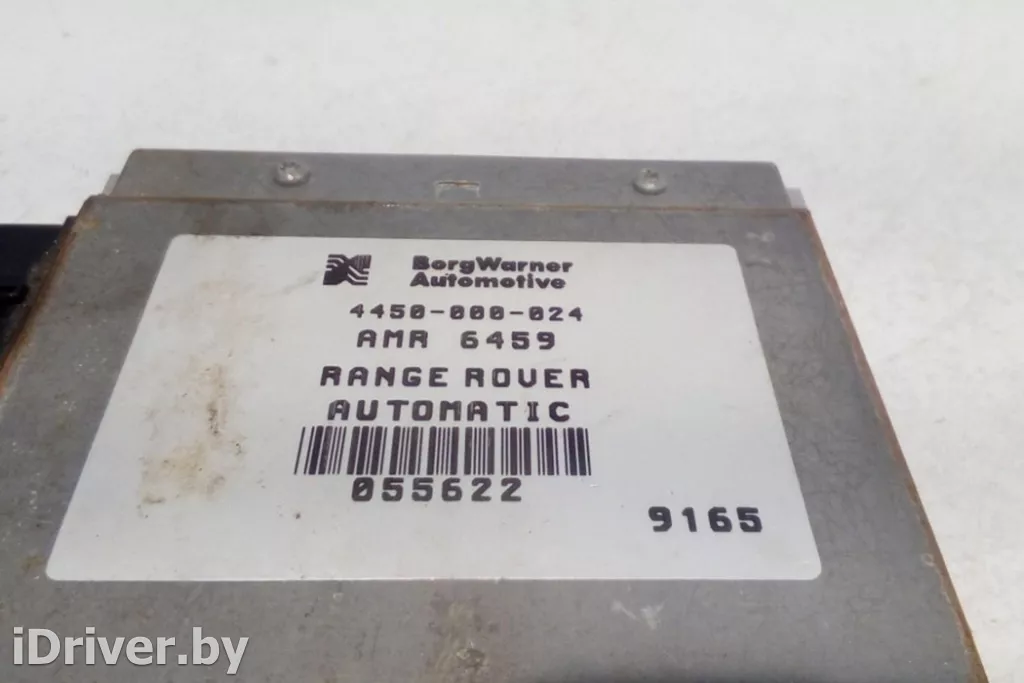 BorgWarner
Automotive
4450-000-024
AMR 6459
RANGE ROVER
AUTOMATIC
055622
9165
iDriver.by